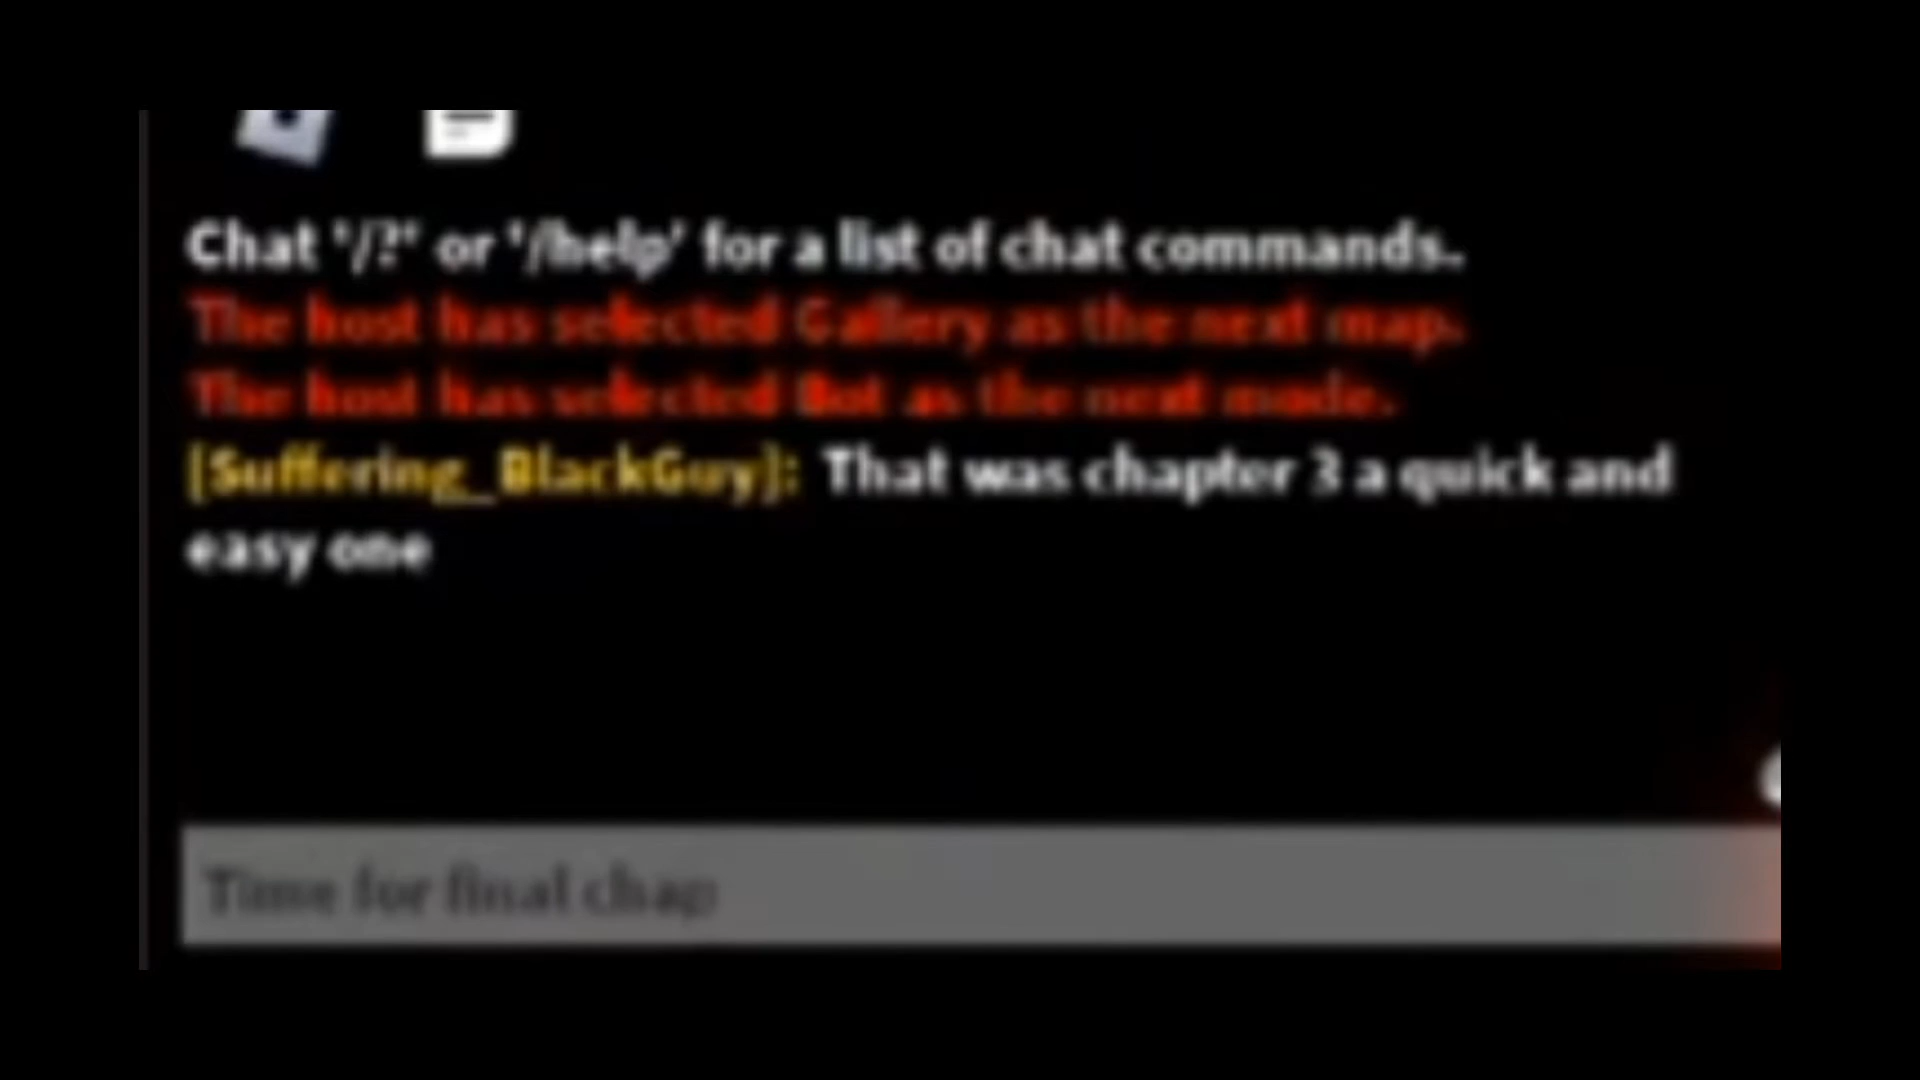 Chat '/?' or '/help' for a list of chat commands.
The host has selected Gallery as the next map.
The host has selected Bot as the next mode.
[Suffering_BlackGuy]: That was chapter 3 a quick and
easy one
Time for final chap